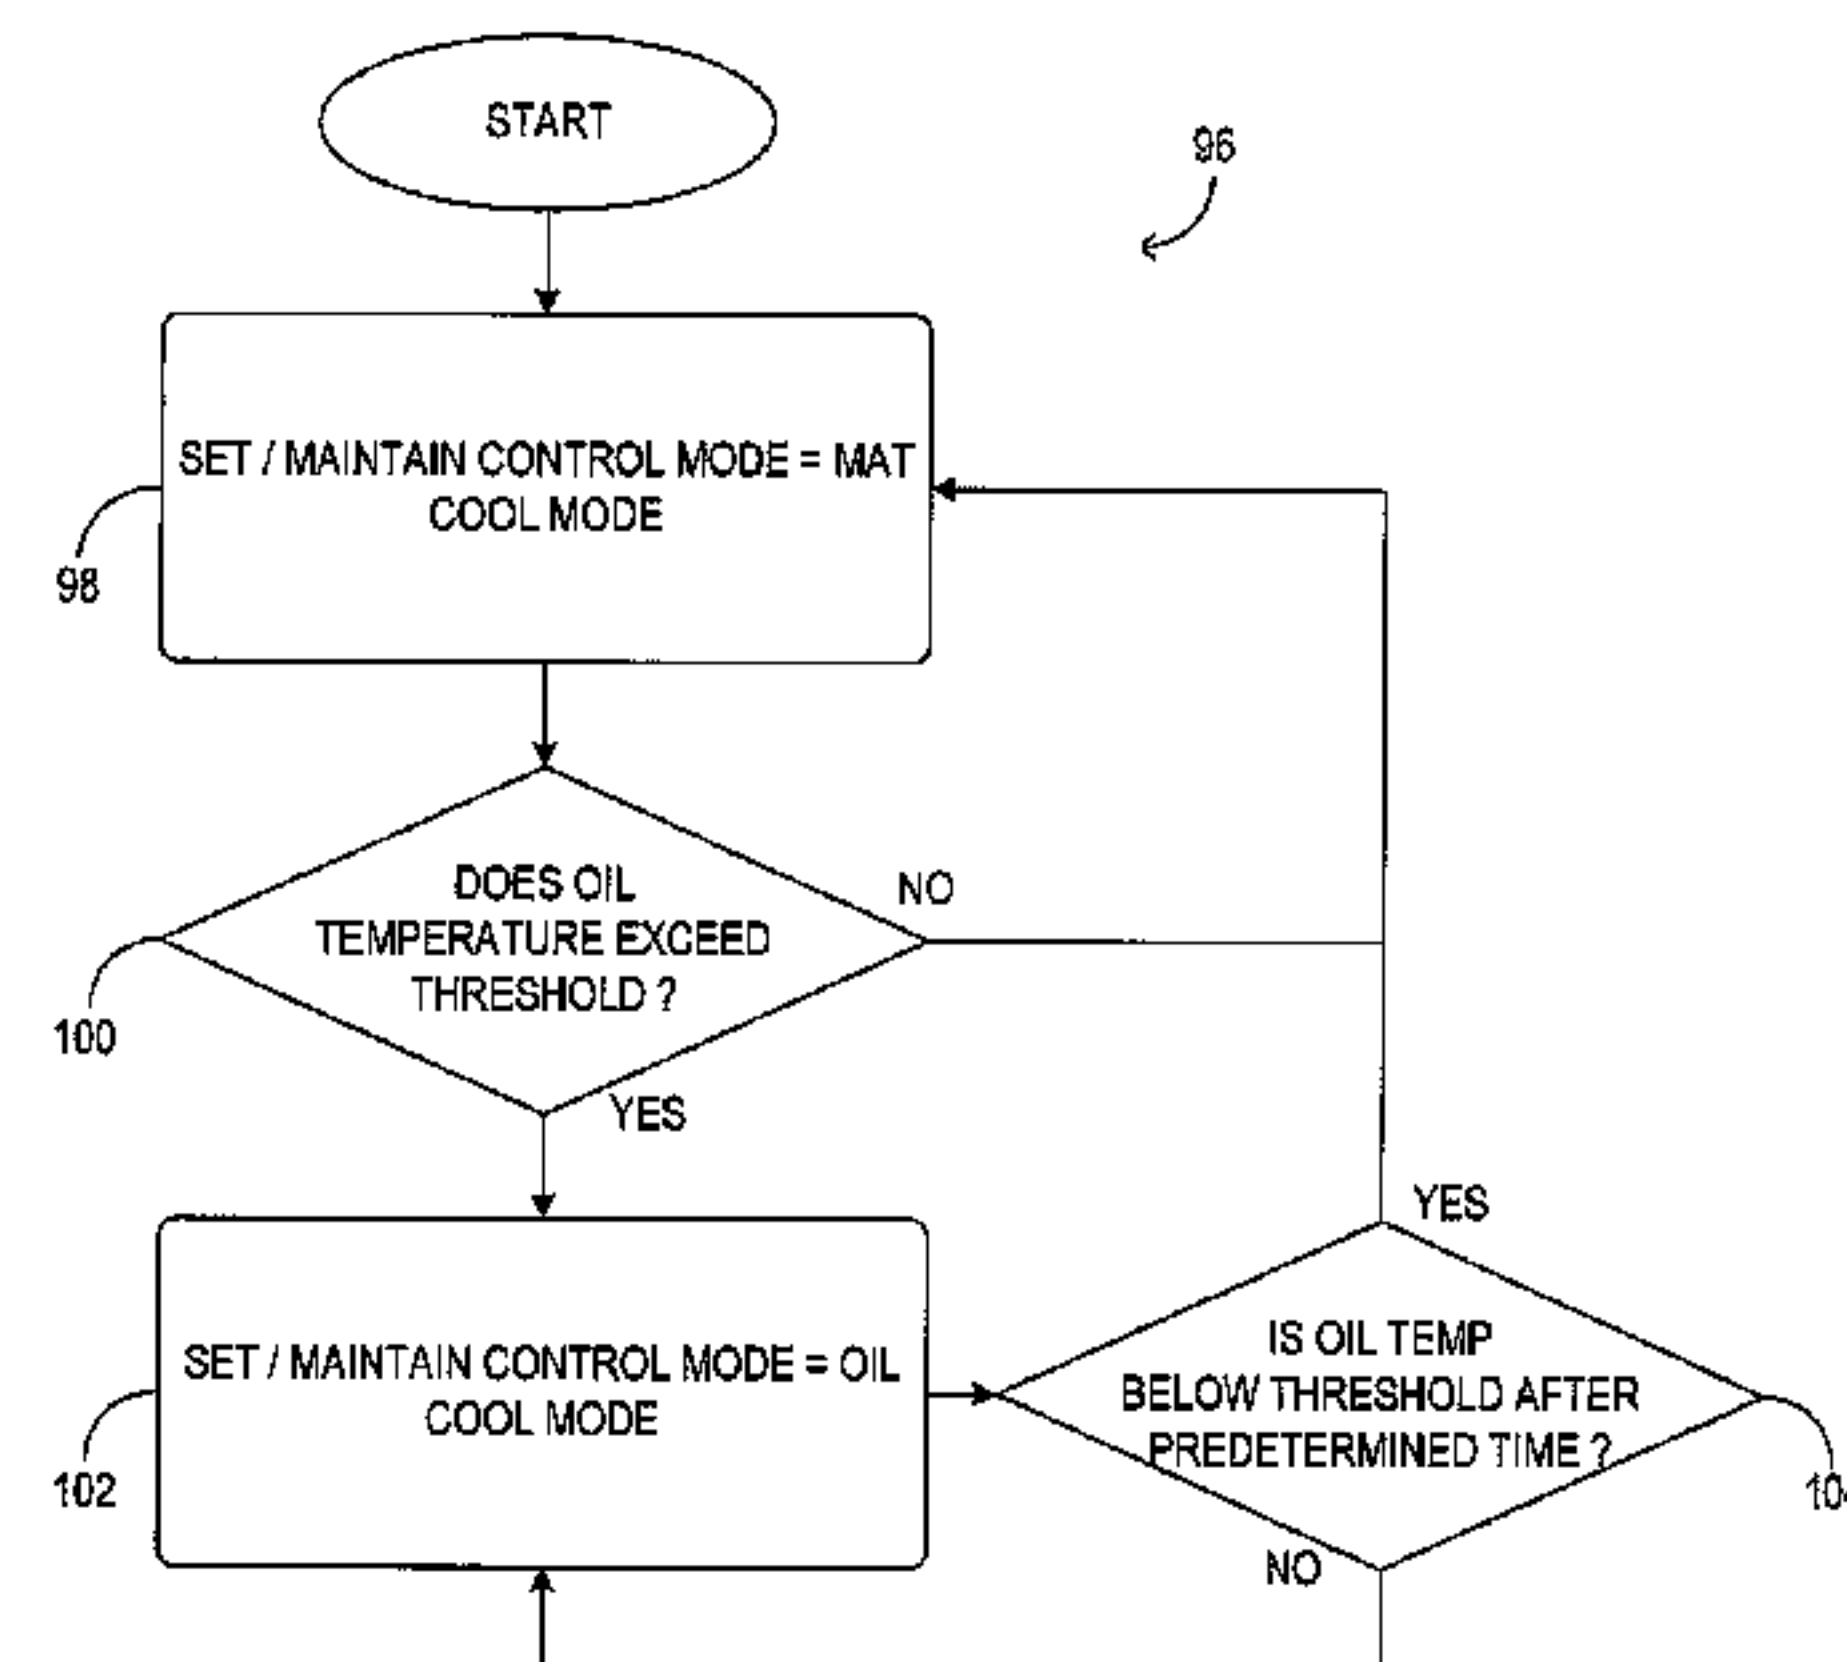 START
96
SET / MAINTAIN CONTROL MODE = MAT
COOL MODE
98
DOES OIL
TEMPERATURE EXCEED
THRESHOLD ?
NO
100
YES
YES
SET / MAINTAIN CONTROL MODE = OIL
COOL MODE
102
IS OIL TEMP
BELOW THRESHOLD AFTER
PREDETERMINED TIME ?
NO